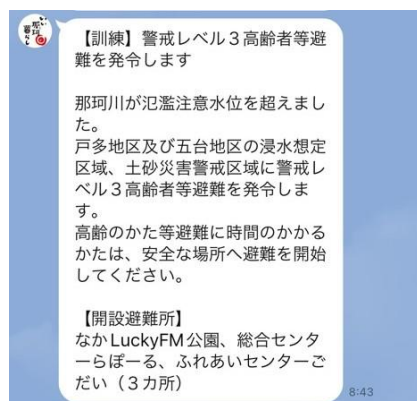 いい
那珂
暮らし
【訓練】警戒レベル３高齢者等避
難を発令します
那珂川が氾濫注意水位を超えまし
た。
戸多地区及び五台地区の浸水想定
区域、土砂災害警戒区域に警戒レ
ベル３高齢者等避難を発令しま
す。
高齢のかた等避難に時間のかかる
かたは、安全な場所へ避難を開始
してください。
【開設避難所】
なかLuckyFM公園、総合センタ
ーらぽーる、ふれあいセンターご
だい（３カ所）
8:43